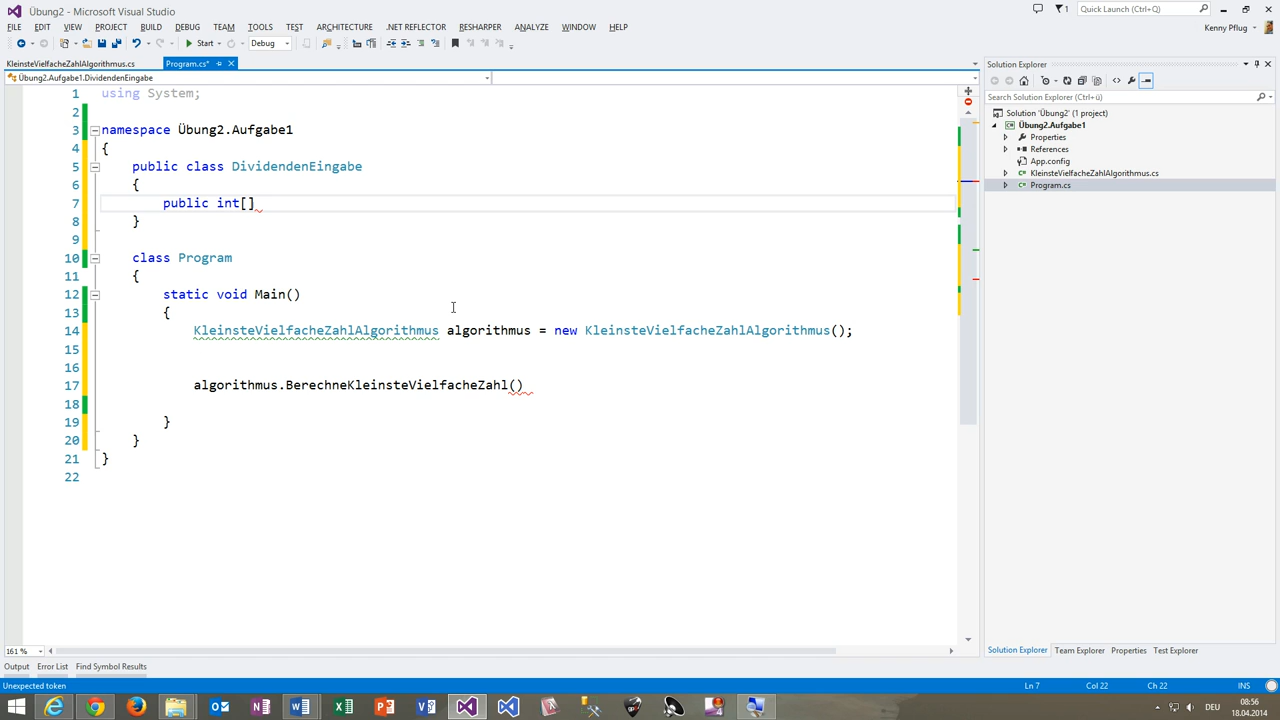 Übung2 - Microsoft Visual Studio
Quick Launch (Ctrl+Q)
FILE EDIT VIEW PROJECT BUILD DEBUG TEAM TOOLS TEST ARCHITECTURE .NET REFLECTOR RESHARPER ANALYZE WINDOW HELP
Kenny Pflug
Start Debug
KleinsteVielfacheZahlAlgorithmus.cs Program.cs*
Übung2.Aufgabe1.DividendenEingabe
1 using System;
2
3 namespace Übung2.Aufgabe1
4 {
5 public class DividendenEingabe
6 {
7 public int[]
8 }
9
10 class Program
11 {
12 static void Main()
13 {
14 KleinsteVielfacheZahlAlgorithmus algorithmus = new KleinsteVielfacheZahlAlgorithmus();
15
16
17 algorithmus.BerechneKleinsteVielfacheZahl()
18
19 }
20 }
21 }
22
161 %
Solution Explorer
Search Solution Explorer (Ctrl+ü)
Solution 'Übung2' (1 project)
Übung2.Aufgabe1
Properties
References
App.config
KleinsteVielfacheZahlAlgorithmus.cs
Program.cs
Solution Explorer Team Explorer Properties Test Explorer
Output Error List Find Symbol Results
Unexpected token Ln 7 Col 22 Ch 22 INS
DEU 08:56
18.04.2014